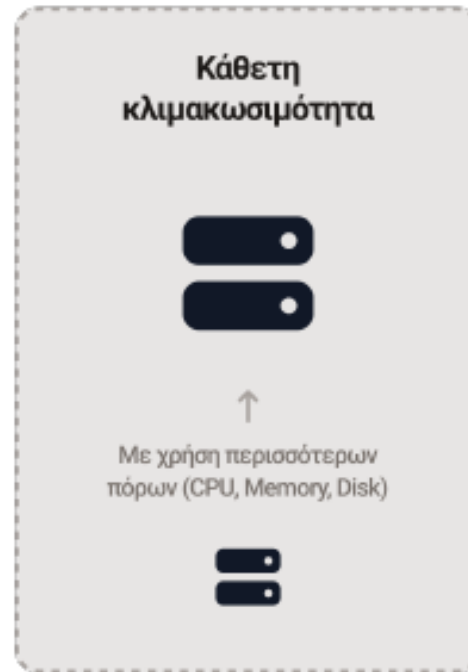 Κάθετη
κλιμακωσιμότητα
Με χρήση περισσότερων
πόρων (CPU, Memory, Disk)